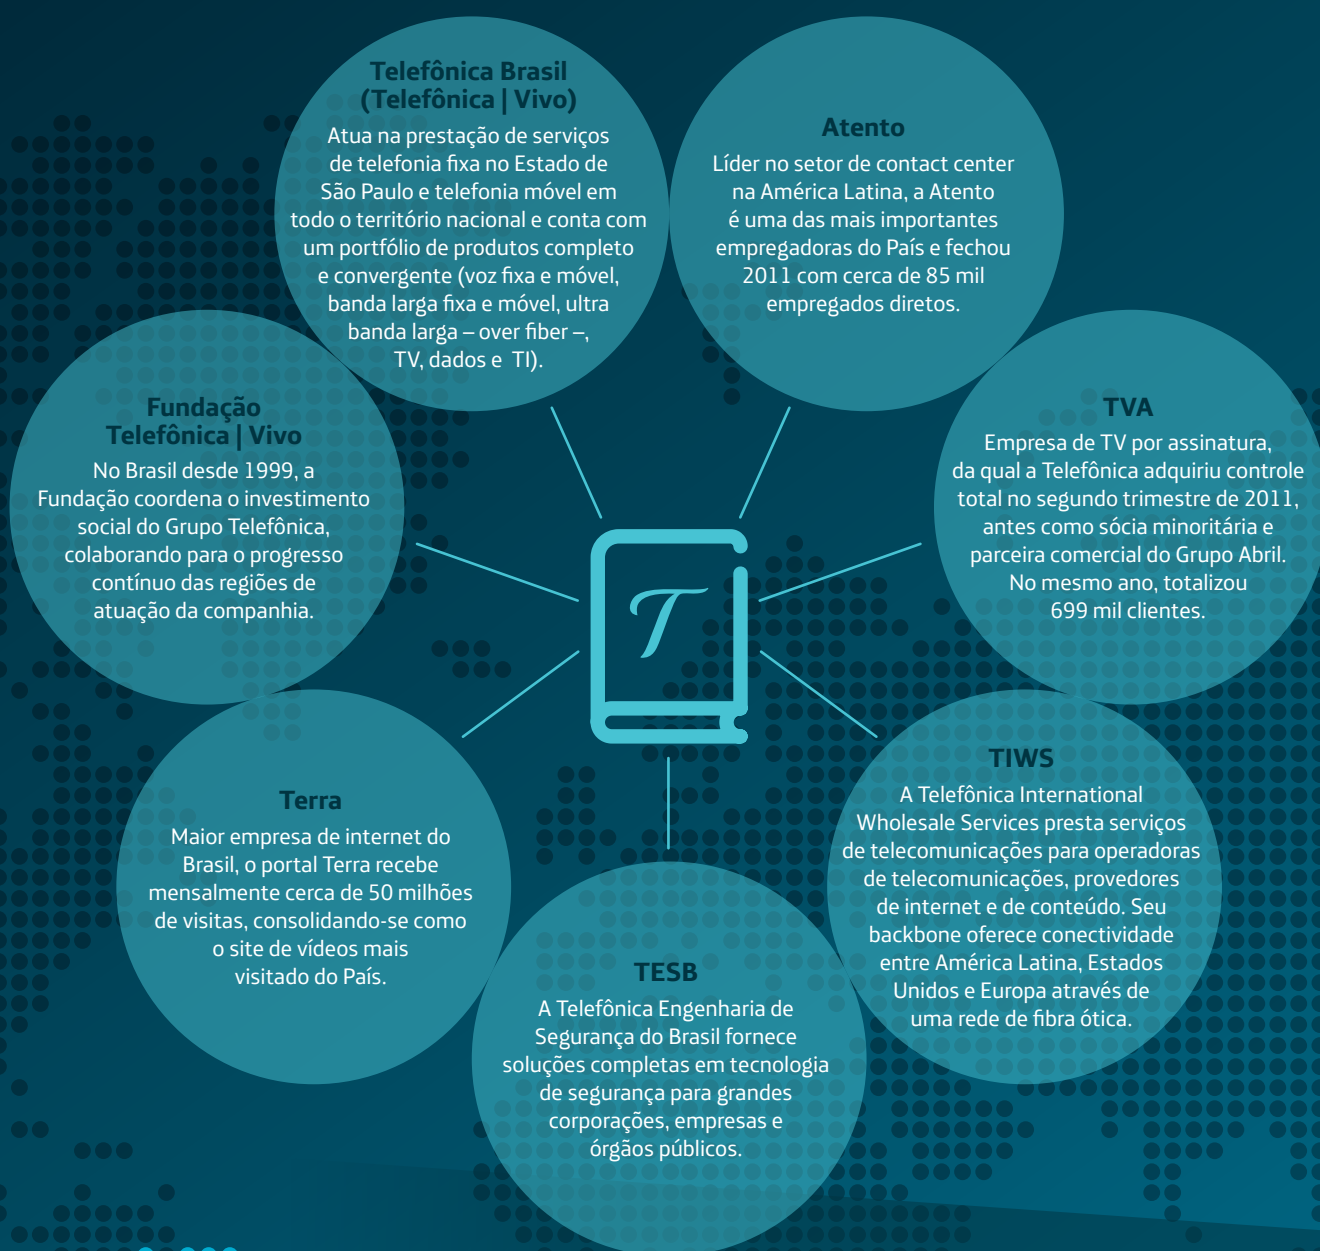 Telefônica Brasil
(Telefônica | Vivo)
Atua na prestação de serviços
de telefonia fixa no Estado de
São Paulo e telefonia móvel em
todo o território nacional e conta com
um portfólio de produtos completo
e convergente (voz fixa e móvel,
banda larga fixa e móvel, ultra
banda larga – over fiber –,
TV, dados e TI).
Atento
Líder no setor de contact center
na América Latina, a Atento
é uma das mais importantes
empregadoras do País e fechou
2011 com cerca de 85 mil
empregados diretos.
Fundação
Telefônica | Vivo
No Brasil desde 1999, a
Fundação coordena o investimento
social do Grupo Telefônica,
colaborando para o progresso
contínuo das regiões de
atuação da companhia.
TVA
Empresa de TV por assinatura,
da qual a Telefônica adquiriu controle
total no segundo trimestre de 2011,
antes como sócia minoritária e
parceira comercial do Grupo Abril.
No mesmo ano, totalizou
699 mil clientes.
T
Terra
Maior empresa de internet do
Brasil, o portal Terra recebe
mensalmente cerca de 50 milhões
de visitas, consolidando-se como
o site de vídeos mais
visitado do País.
TIWS
A Telefônica International
Wholesale Services presta serviços
de telecomunicações para operadoras
de telecomunicações, provedores
de internet e de conteúdo. Seu
backbone oferece conectividade
entre América Latina, Estados
Unidos e Europa através de
uma rede de fibra ótica.
TESB
A Telefônica Engenharia de
Segurança do Brasil fornece
soluções completas em tecnologia
de segurança para grandes
corporações, empresas e
órgãos públicos.